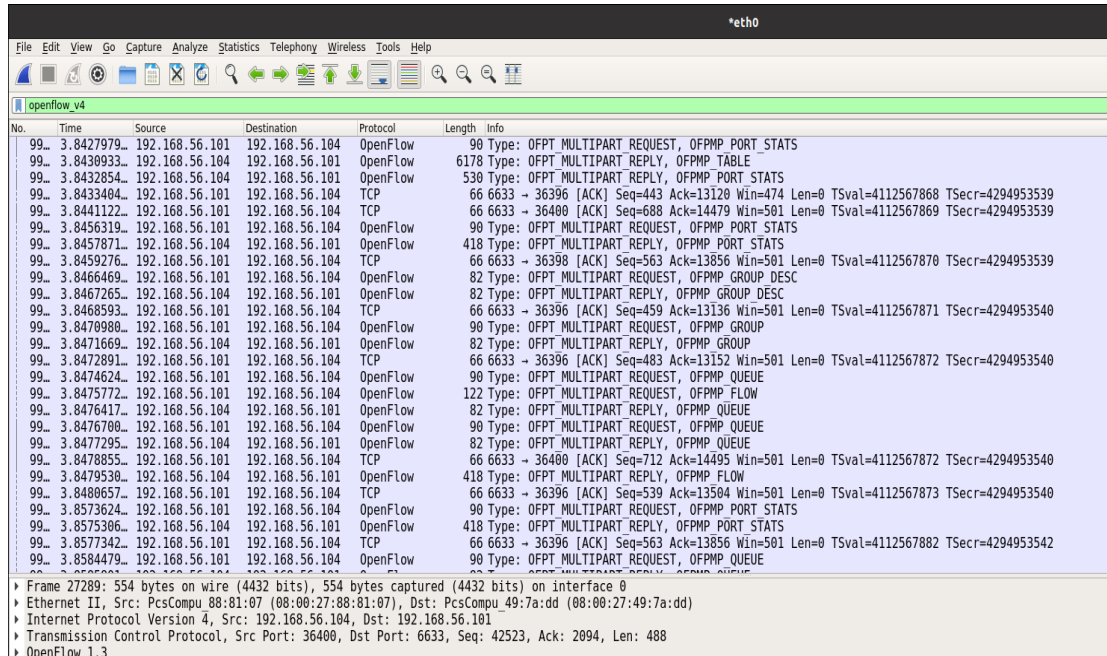 *eth0
File Edit View Go Capture Analyze Statistics Telephony Wireless Tools Help
openflow_v4
No. Time Source Destination Protocol Length Info
99… 3.8427979… 192.168.56.101 192.168.56.104 OpenFlow 90 Type: OFPT_MULTIPART_REQUEST, OFPMP_PORT_STATS
99… 3.8430933… 192.168.56.104 192.168.56.101 OpenFlow 6178 Type: OFPT_MULTIPART_REPLY, OFPMP_TABLE
99… 3.8432854… 192.168.56.104 192.168.56.101 OpenFlow 530 Type: OFPT_MULTIPART_REPLY, OFPMP_PORT_STATS
99… 3.8433404… 192.168.56.101 192.168.56.104 TCP 66 6633 → 36396 [ACK] Seq=443 Ack=13120 Win=474 Len=0 TSval=4112567868 TSecr=4294953539
99… 3.8441122… 192.168.56.101 192.168.56.104 TCP 66 6633 → 36400 [ACK] Seq=688 Ack=14479 Win=501 Len=0 TSval=4112567869 TSecr=4294953539
99… 3.8456319… 192.168.56.101 192.168.56.104 OpenFlow 90 Type: OFPT_MULTIPART_REQUEST, OFPMP_PORT_STATS
99… 3.8457871… 192.168.56.104 192.168.56.101 OpenFlow 418 Type: OFPT_MULTIPART_REPLY, OFPMP_PORT_STATS
99… 3.8459276… 192.168.56.101 192.168.56.104 TCP 66 6633 → 36398 [ACK] Seq=563 Ack=13856 Win=501 Len=0 TSval=4112567870 TSecr=4294953539
99… 3.8466469… 192.168.56.101 192.168.56.104 OpenFlow 82 Type: OFPT_MULTIPART_REQUEST, OFPMP_GROUP_DESC
99… 3.8467265… 192.168.56.104 192.168.56.101 OpenFlow 82 Type: OFPT_MULTIPART_REPLY, OFPMP_GROUP_DESC
99… 3.8468593… 192.168.56.101 192.168.56.104 TCP 66 6633 → 36396 [ACK] Seq=459 Ack=13136 Win=501 Len=0 TSval=4112567871 TSecr=4294953540
99… 3.8470980… 192.168.56.101 192.168.56.104 OpenFlow 90 Type: OFPT_MULTIPART_REQUEST, OFPMP_GROUP
99… 3.8471669… 192.168.56.104 192.168.56.101 OpenFlow 82 Type: OFPT_MULTIPART_REPLY, OFPMP_GROUP
99… 3.8472891… 192.168.56.101 192.168.56.104 TCP 66 6633 → 36396 [ACK] Seq=483 Ack=13152 Win=501 Len=0 TSval=4112567872 TSecr=4294953540
99… 3.8474624… 192.168.56.101 192.168.56.104 OpenFlow 90 Type: OFPT_MULTIPART_REQUEST, OFPMP_QUEUE
99… 3.8475772… 192.168.56.101 192.168.56.104 OpenFlow 122 Type: OFPT_MULTIPART_REQUEST, OFPMP_FLOW
99… 3.8476417… 192.168.56.104 192.168.56.101 OpenFlow 82 Type: OFPT_MULTIPART_REPLY, OFPMP_QUEUE
99… 3.8476700… 192.168.56.101 192.168.56.104 OpenFlow 90 Type: OFPT_MULTIPART_REQUEST, OFPMP_QUEUE
99… 3.8477295… 192.168.56.104 192.168.56.101 OpenFlow 82 Type: OFPT_MULTIPART_REPLY, OFPMP_QUEUE
99… 3.8478855… 192.168.56.101 192.168.56.104 TCP 66 6633 → 36400 [ACK] Seq=712 Ack=14495 Win=501 Len=0 TSval=4112567872 TSecr=4294953540
99… 3.8479530… 192.168.56.104 192.168.56.101 OpenFlow 418 Type: OFPT_MULTIPART_REPLY, OFPMP_FLOW
99… 3.8480657… 192.168.56.101 192.168.56.104 TCP 66 6633 → 36396 [ACK] Seq=539 Ack=13504 Win=501 Len=0 TSval=4112567873 TSecr=4294953540
99… 3.8573624… 192.168.56.101 192.168.56.104 OpenFlow 90 Type: OFPT_MULTIPART_REQUEST, OFPMP_PORT_STATS
99… 3.8575306… 192.168.56.104 192.168.56.101 OpenFlow 418 Type: OFPT_MULTIPART_REPLY, OFPMP_PORT_STATS
99… 3.8577342… 192.168.56.101 192.168.56.104 TCP 66 6633 → 36396 [ACK] Seq=563 Ack=13856 Win=501 Len=0 TSval=4112567882 TSecr=4294953542
99… 3.8584479… 192.168.56.101 192.168.56.104 OpenFlow 90 Type: OFPT_MULTIPART_REQUEST, OFPMP_QUEUE
Frame 27289: 554 bytes on wire (4432 bits), 554 bytes captured (4432 bits) on interface 0
Ethernet II, Src: PcsCompu_88:81:07 (08:00:27:88:81:07), Dst: PcsCompu_49:7a:dd (08:00:27:49:7a:dd)
Internet Protocol Version 4, Src: 192.168.56.104, Dst: 192.168.56.101
Transmission Control Protocol, Src Port: 36400, Dst Port: 6633, Seq: 42523, Ack: 2094, Len: 488
OpenFlow 1.3